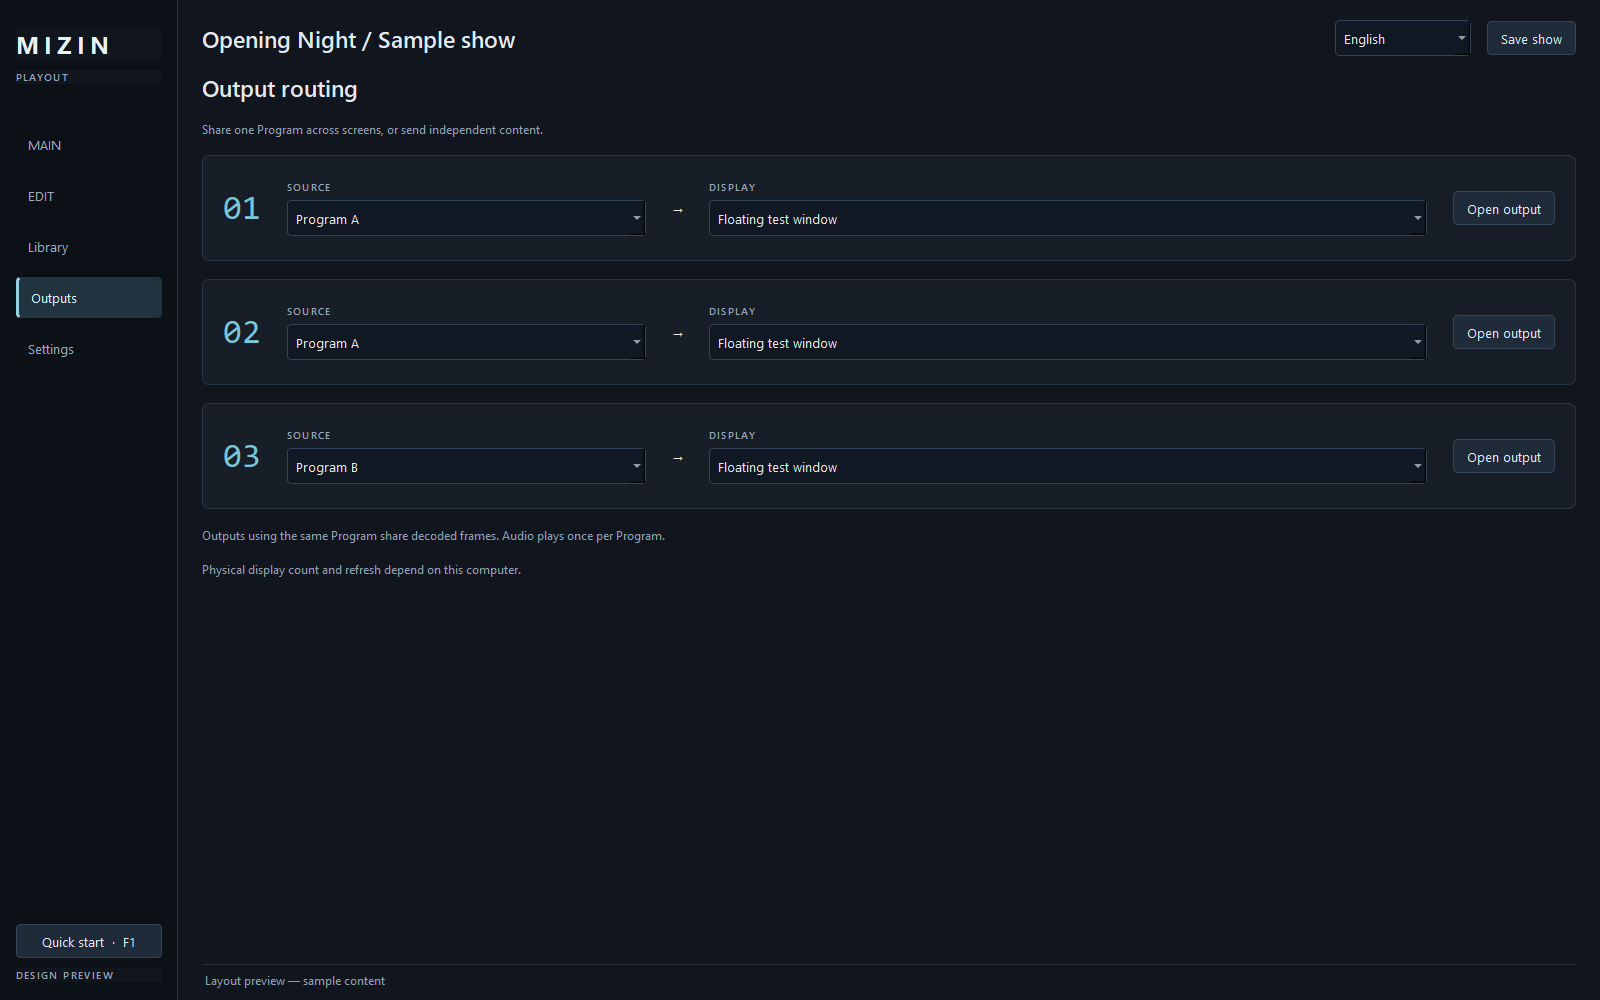 MIZIN
PLAYOUT
MAIN
EDIT
Library
Outputs
Settings
Quick start · F1
DESIGN PREVIEW
Opening Night / Sample show
English
Save show
Output routing
Share one Program across screens, or send independent content.
01
SOURCE
Program A
→
DISPLAY
Floating test window
Open output
02
SOURCE
Program A
→
DISPLAY
Floating test window
Open output
03
SOURCE
Program B
→
DISPLAY
Floating test window
Open output
Outputs using the same Program share decoded frames. Audio plays once per Program.
Physical display count and refresh depend on this computer.
Layout preview — sample content